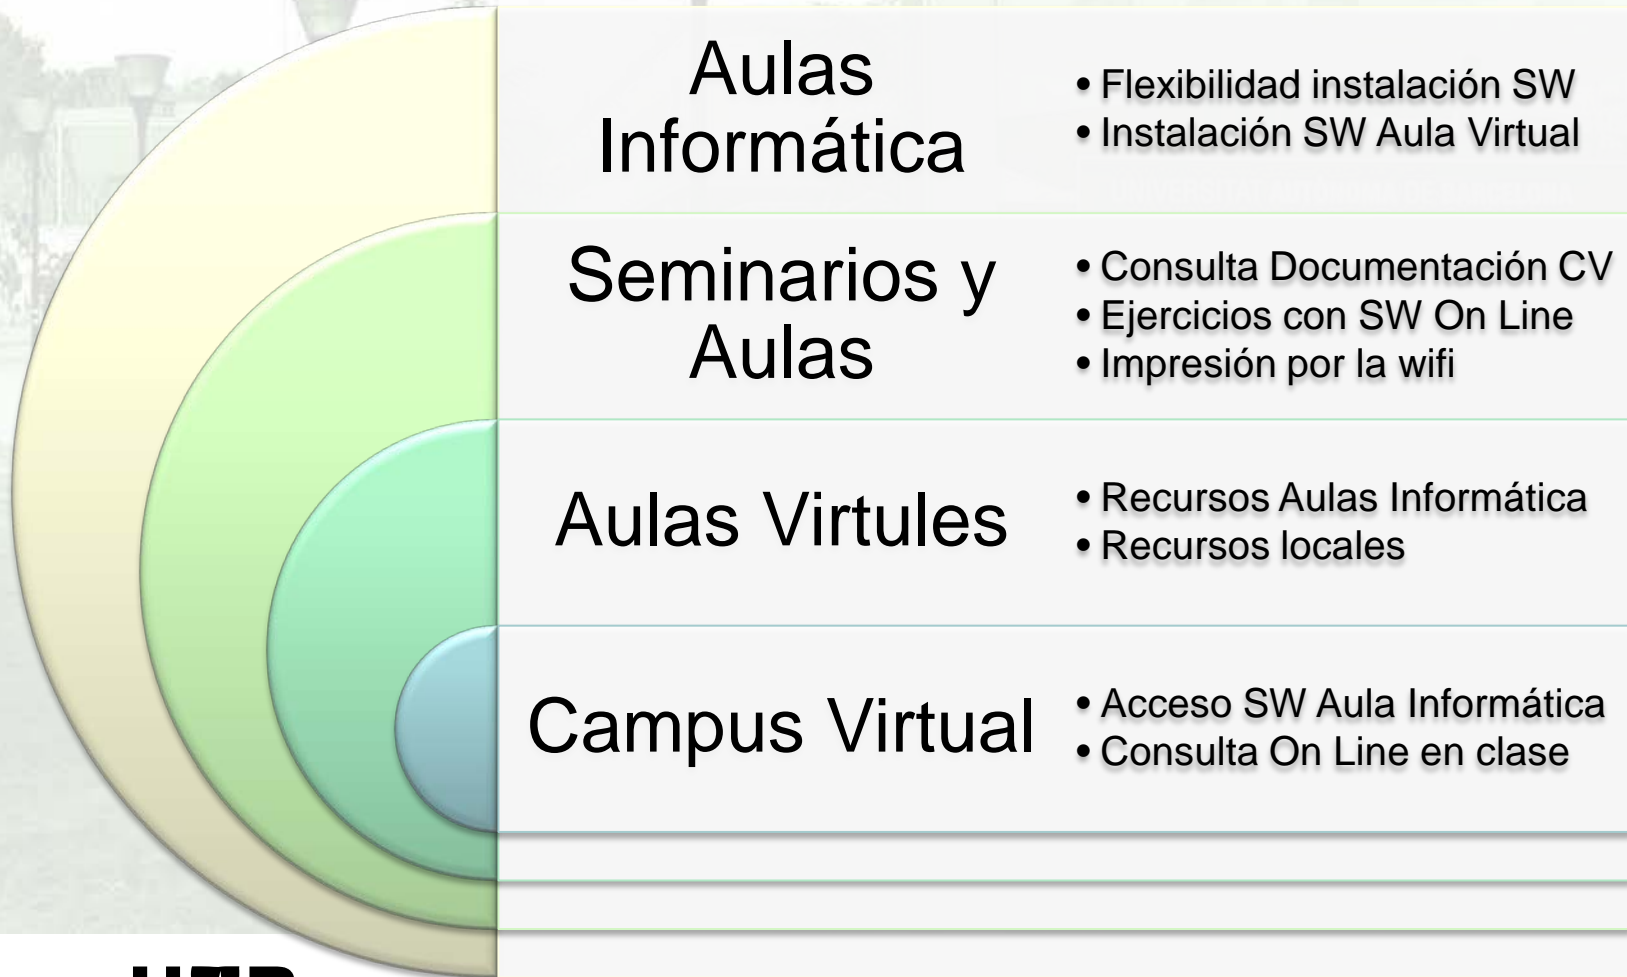 Aulas
Informática
• Flexibilidad instalación SW
• Instalación SW Aula Virtual
Seminarios y
Aulas
• Consulta Documentación CV
• Ejercicios con SW On Line
• Impresión por la wifi
Aulas Virtules
• Recursos Aulas Informática
• Recursos locales
Campus Virtual
• Acceso SW Aula Informática
• Consulta On Line en clase